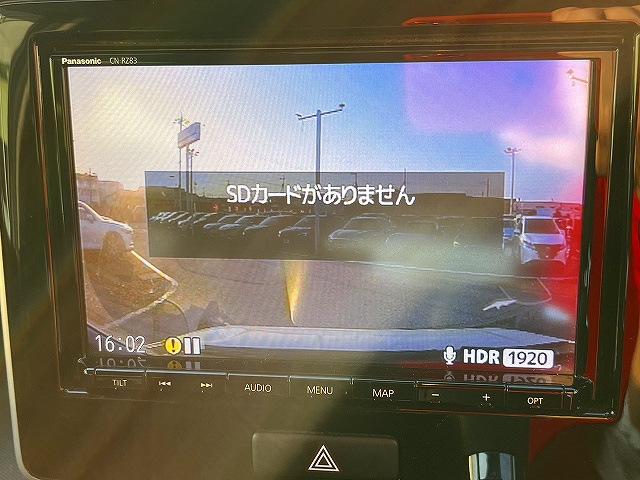 Panasonic CN-RZ83
SDカードがありません
16:02
HDR 1920
TILT AUDIO MENU MAP − + OPT